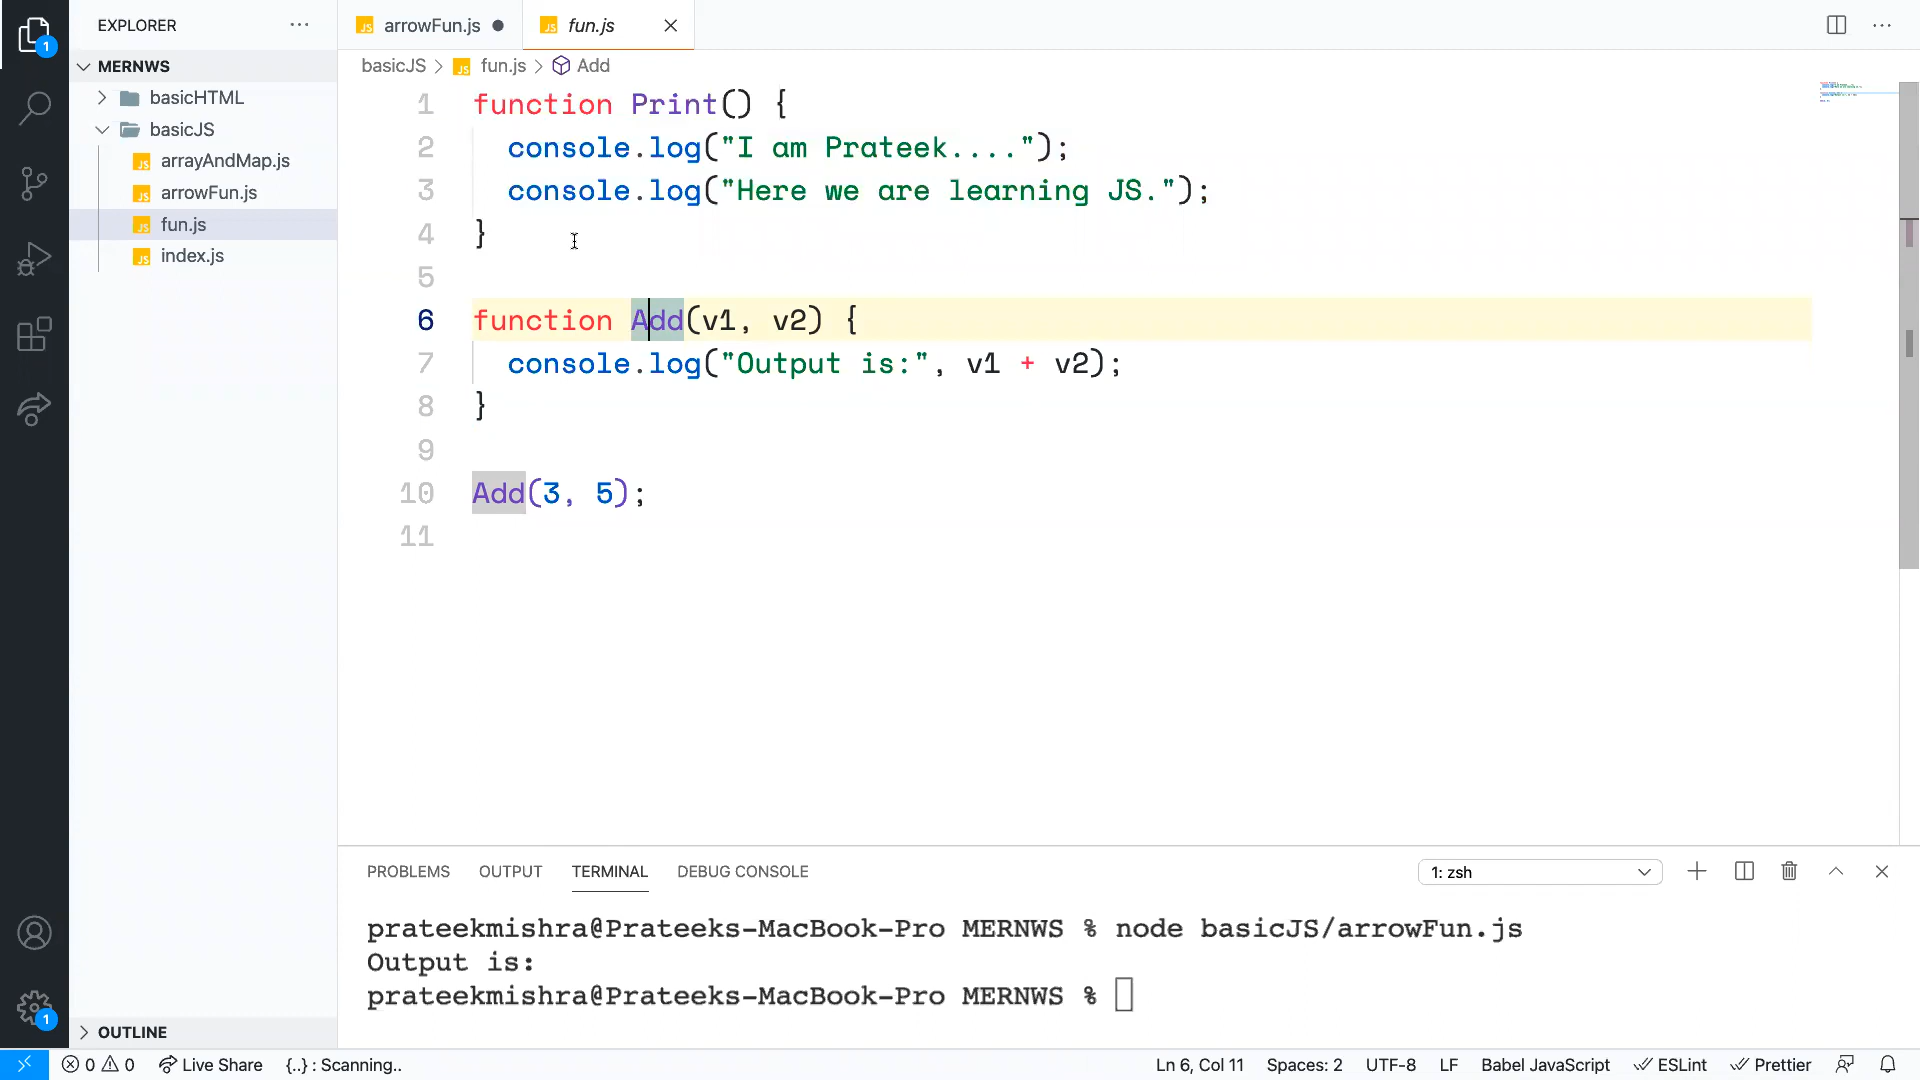 EXPLORER
MERNWS
basicHTML
basicJS
arrayAndMap.js
arrowFun.js
fun.js
index.js
OUTLINE
arrowFun.js
fun.js
basicJS > fun.js > Add
1 function Print() {
2 console.log("I am Prateek....");
3 console.log("Here we are learning JS.");
4 }
5
6 function Add(v1, v2) {
7 console.log("Output is:", v1 + v2);
8 }
9
10 Add(3, 5);
11
PROBLEMS OUTPUT TERMINAL DEBUG CONSOLE 1: zsh
prateekmishra@Prateeks-MacBook-Pro MERNWS % node basicJS/arrowFun.js
Output is:
prateekmishra@Prateeks-MacBook-Pro MERNWS %
1
1
0 0 Live Share {..} : Scanning.. Ln 6, Col 11 Spaces: 2 UTF-8 LF Babel JavaScript ESLint Prettier